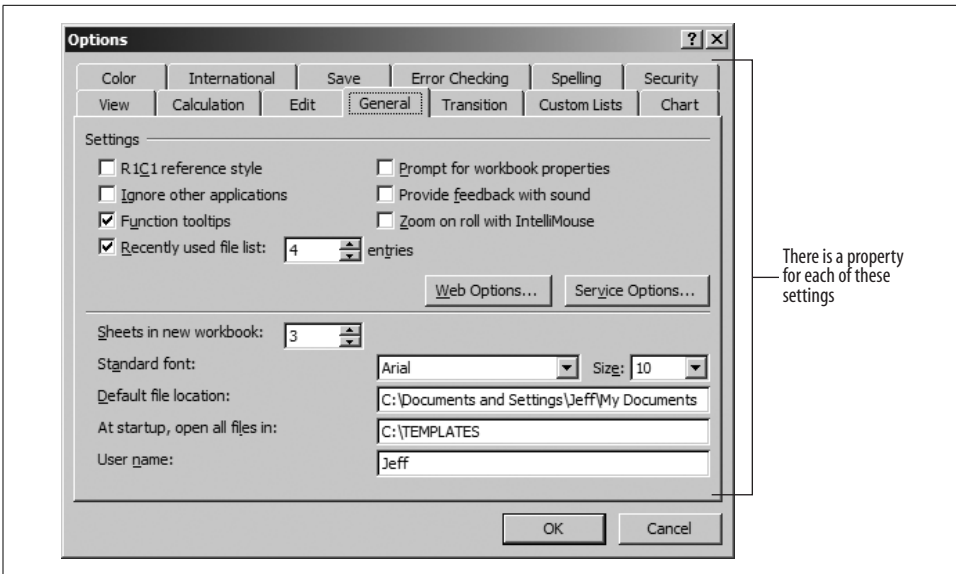 Options
Color International Save Error Checking Spelling Security
View Calculation Edit General Transition Custom Lists Chart
Settings
R1C1 reference style Prompt for workbook properties
Ignore other applications Provide feedback with sound
Function tooltips Zoom on roll with IntelliMouse
Recently used file list: 4 entries
Web Options... Service Options...
Sheets in new workbook: 3
Standard font: Arial Size: 10
Default file location: C:\Documents and Settings\Jeff\My Documents
At startup, open all files in: C:\TEMPLATES
User name: Jeff
OK Cancel
There is a property
for each of these
settings